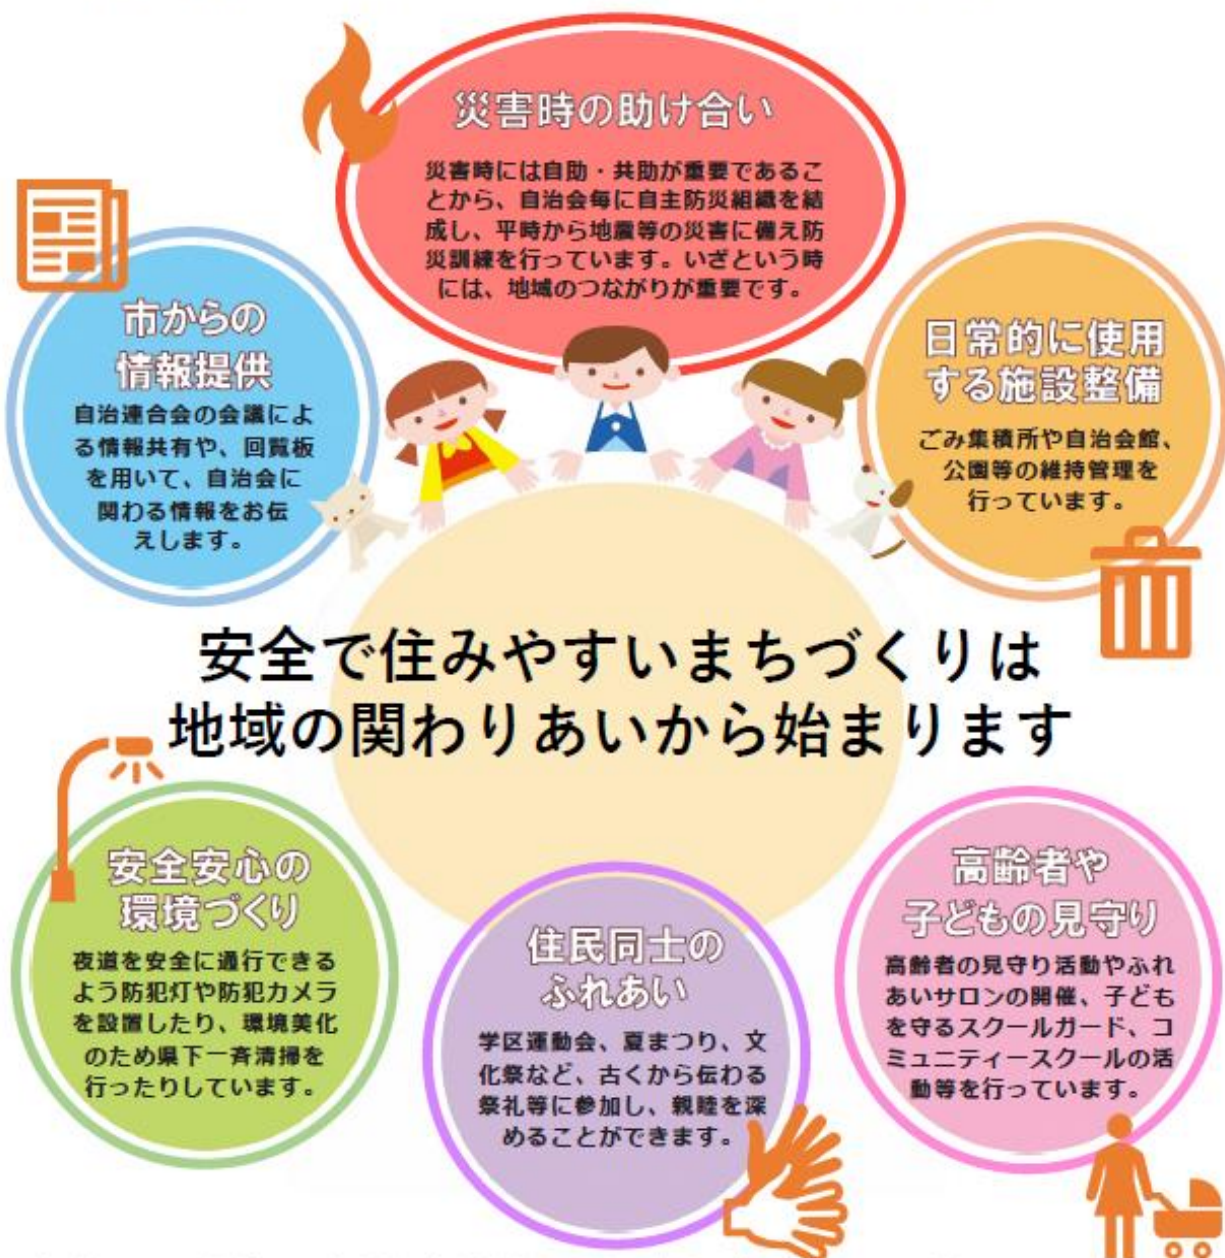 災害時の助け合い
災害時には自助・共助が重要であるこ
とから、自治会毎に自主防災組織を結
成し、平時から地震等の災害に備え防
災訓練を行っています。いざという時
には、地域のつながりが重要です。
市からの
情報提供
自治連合会の会議によ
る情報共有や、回覧板
を用いて、自治会に
関わる情報をお伝
えします。
日常的に使用
する施設整備
ごみ集積所や自治会館、
公園等の維持管理を
行っています。
安全で住みやすいまちづくりは
地域の関わりあいから始まります
安全安心の
環境づくり
夜道を安全に通行できる
よう防犯灯や防犯カメラ
を設置したり、環境美化
のため県下一斉清掃を
行ったりしています。
住民同士の
ふれあい
学区運動会、夏まつり、文
化祭など、古くから伝わる
祭礼等に参加し、親睦を深
めることができます。
高齢者や
子どもの見守り
高齢者の見守り活動やふれ
あいサロンの開催、子ども
を守るスクールガード、コ
ミュニティースクールの活
動等を行っています。